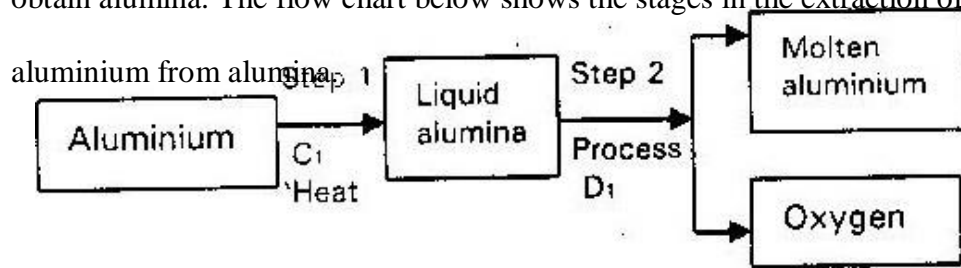 obtain alumina. The flow chart below shows the stages in the extraction of
aluminium from alumina.
Step 1
Step 2
Molten
aluminium
Liquid
alumina
Aluminium
C1
Heat
Process
D1
Oxygen